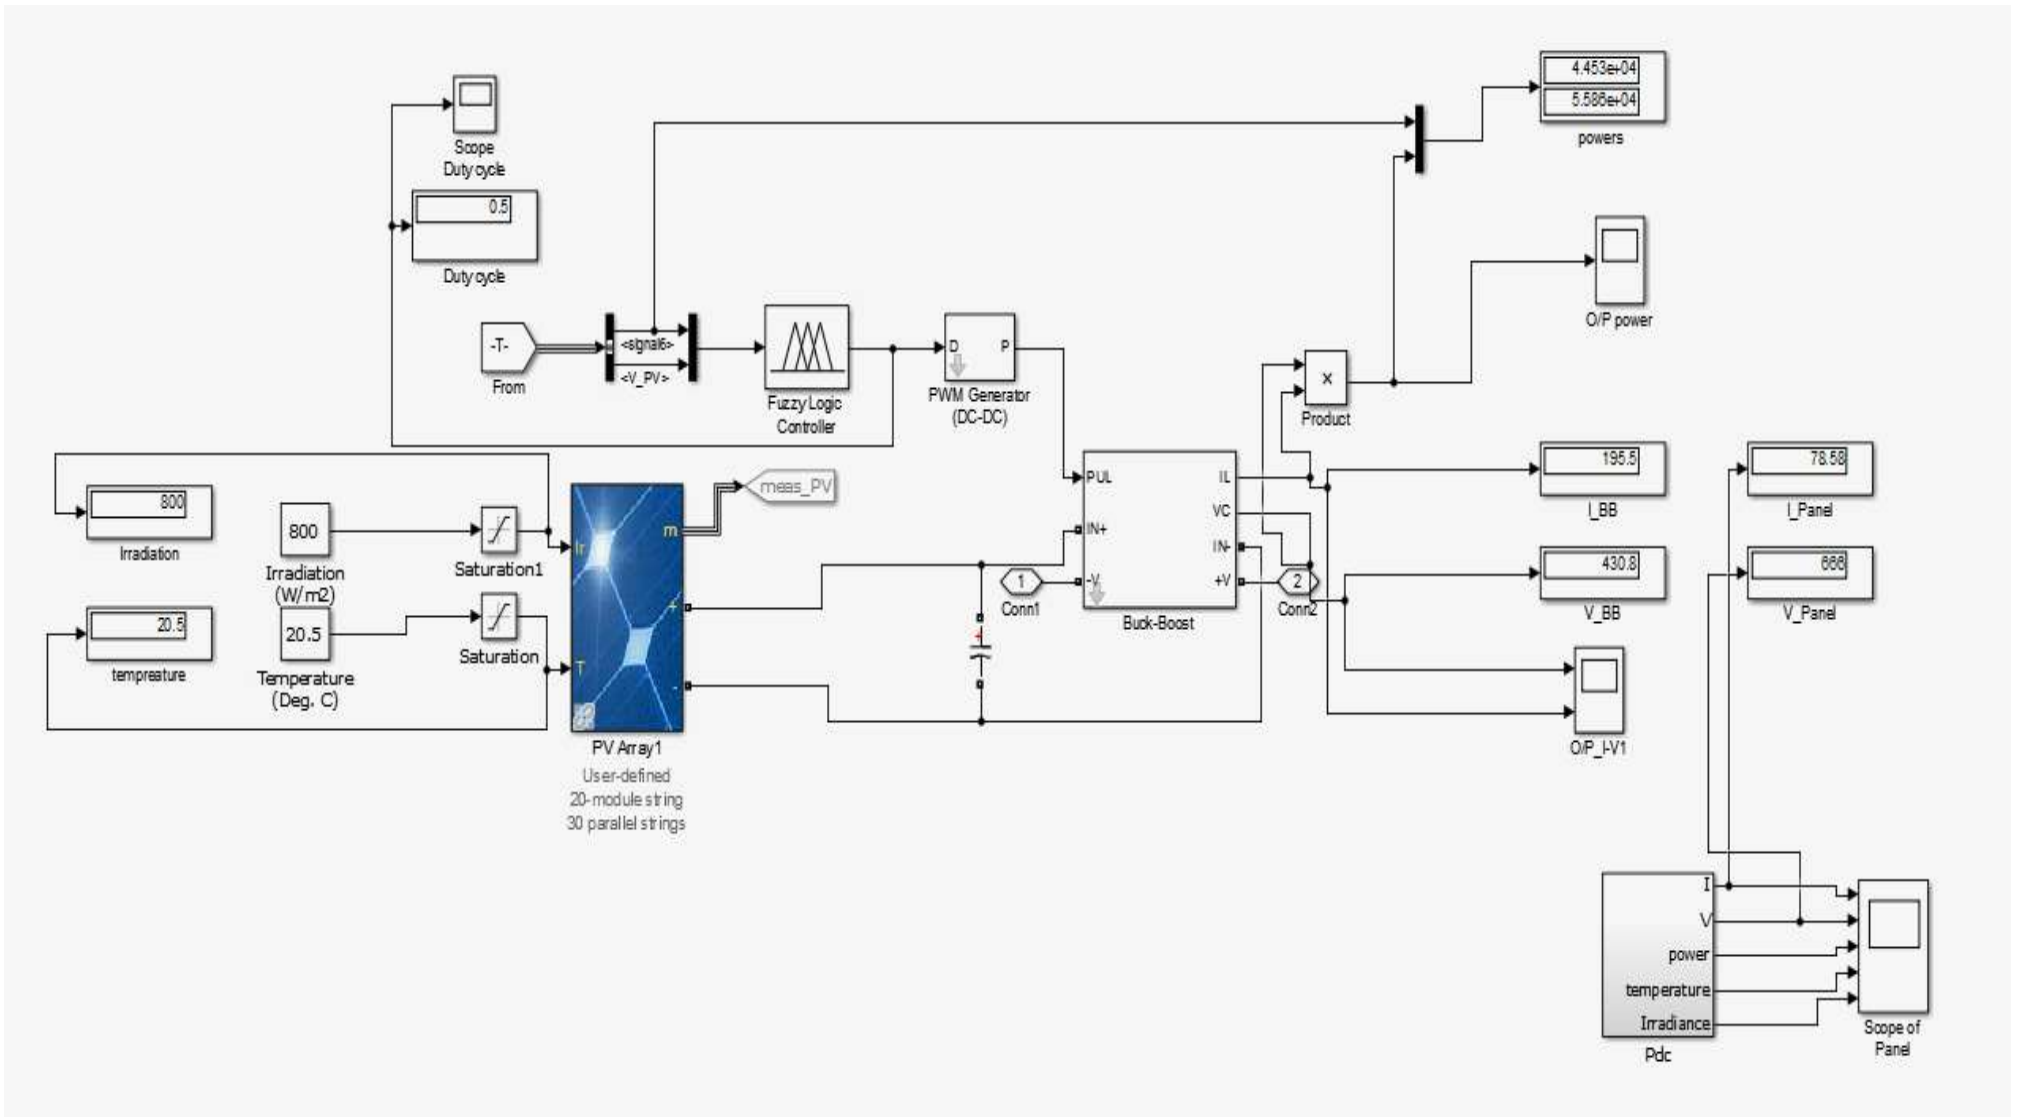 4.453e+04
5.586e+04
powers
Scope
Duty cycle
0.5
Duty cycle
O/P power
-T-
From
<signal6>
<V_PV>
Fuzzy Logic
Controller
D
P
PWM Generator
(DC-DC)
×
Product
800
Irradiation
800
Irradiation
(W/m2)
Saturation1
20.5
tempreature
20.5
Temperature
(Deg. C)
Saturation
Ir
m
+
T
-
PV Array1
User-defined
20-module string
30 parallel strings
meas_PV
+
1
Conn1
PUL
IN+
-V
IL
VC
IN-
+V
Buck-Boost
2
Conn2
195.5
I_BB
78.58
I_Panel
430.8
V_BB
666
V_Panel
O/P_I-V1
I
V
power
temperature
Irradiance
Pdc
Scope of
Panel